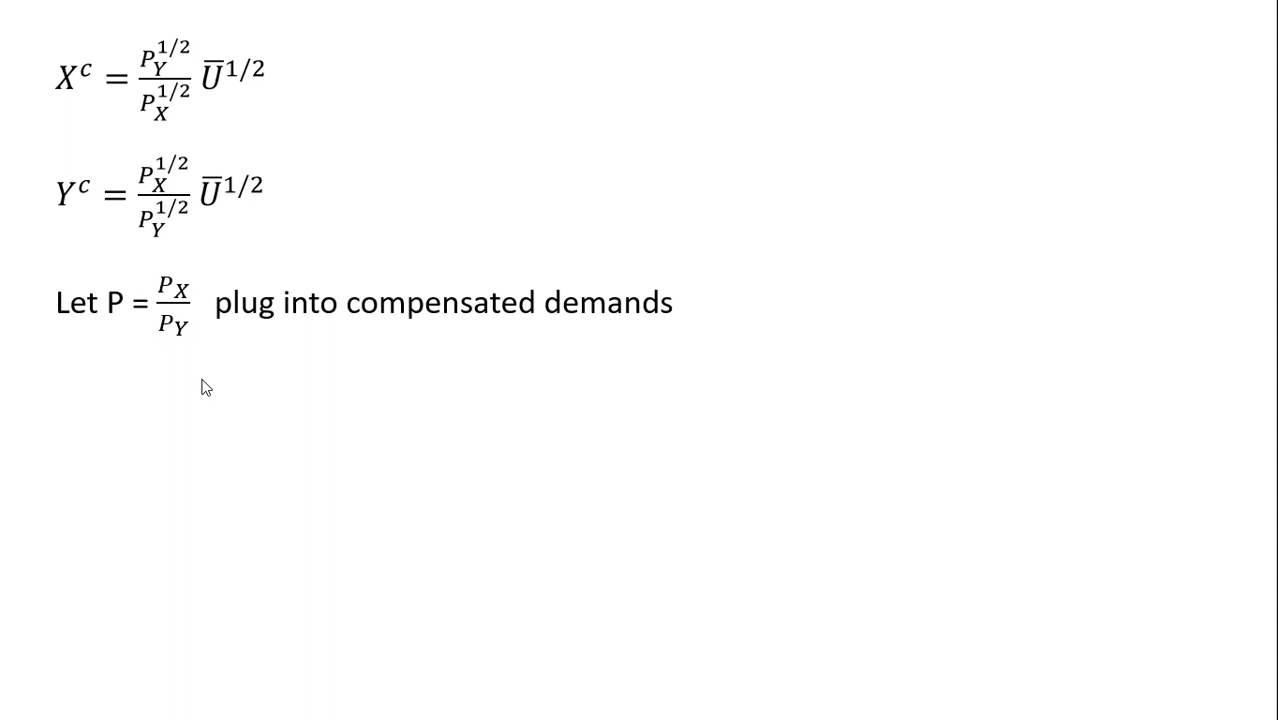 X^c = P_Y^{1/2} / P_X^{1/2} Ū^{1/2}
Y^c = P_X^{1/2} / P_Y^{1/2} Ū^{1/2}
Let P = P_X / P_Y plug into compensated demands